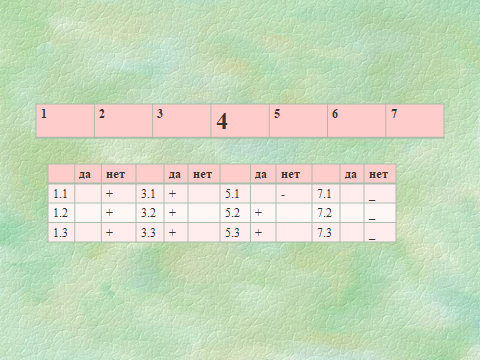 1 2 3 4 5 6 7
да нет да нет да нет да нет
1.1 + 3.1 + 5.1 - 7.1 _
1.2 + 3.2 + 5.2 + 7.2 _
1.3 + 3.3 + 5.3 + 7.3 _